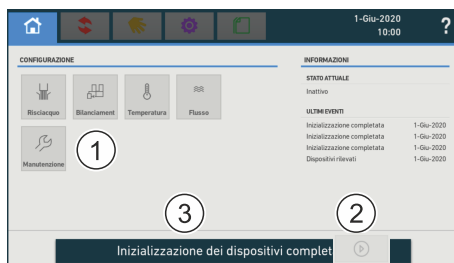 1-Giu-2020
10:00
?
CONFIGURAZIONE
Risciacquo
Bilanciament
Temperatura
Flusso
Manutenzione
1
INFORMAZIONI
STATO ATTUALE
Inattivo
ULTIMI EVENTI
Inizializzazione completata 1-Giu-2020
Inizializzazione completata 1-Giu-2020
Inizializzazione completata 1-Giu-2020
Dispositivi rilevati 1-Giu-2020
3
2
Inizializzazione dei dispositivi complet